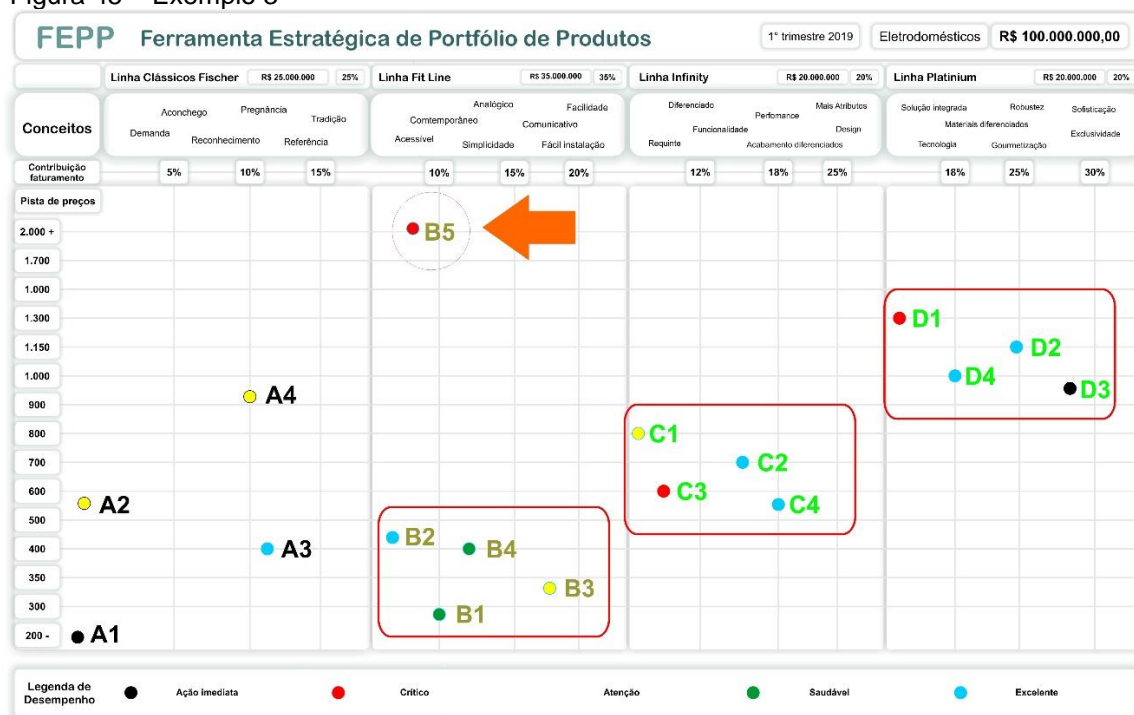 Figura 43 – Exemplo 3
FEPP Ferramenta Estratégica de Portfólio de Produtos 1° trimestre 2019 Eletrodomésticos R$ 100.000.000,00
Linha Clássicos Fischer R$ 25.000.000 25% Linha Fit Line R$ 35.000.000 35% Linha Infinity R$ 20.000.000 20% Linha Platinium R$ 20.000.000 20%
Conceitos
Aconchego Pregnância Tradição
Demanda Reconhecimento Referência
Analógico Facilidade
Comtemporâneo Comunicativo
Acessível Simplicidade Fácil instalação
Diferenciado Perfomance Mais Atributos
Funcionalidade Design
Requinte Acabamento diferenciados
Solução integrada Robustez Sofisticação
Materiais diferenciados Exclusividade
Tecnologia Gourmetização
Contribuição
faturamento
5% 10% 15% 10% 15% 20% 12% 18% 25% 18% 25% 30%
Pista de preços
2.000 + B5
1.700
1.000
1.300 D1
1.150 D2
1.000 D4
D3
900 A4
800 C1
700 C2
600 C3
A2 C4
500
B2
400 A3 B4
350 B3
300 B1
200 - A1
Legenda de
Desempenho
Ação imediata Crítico Atenção Saudável Excelente